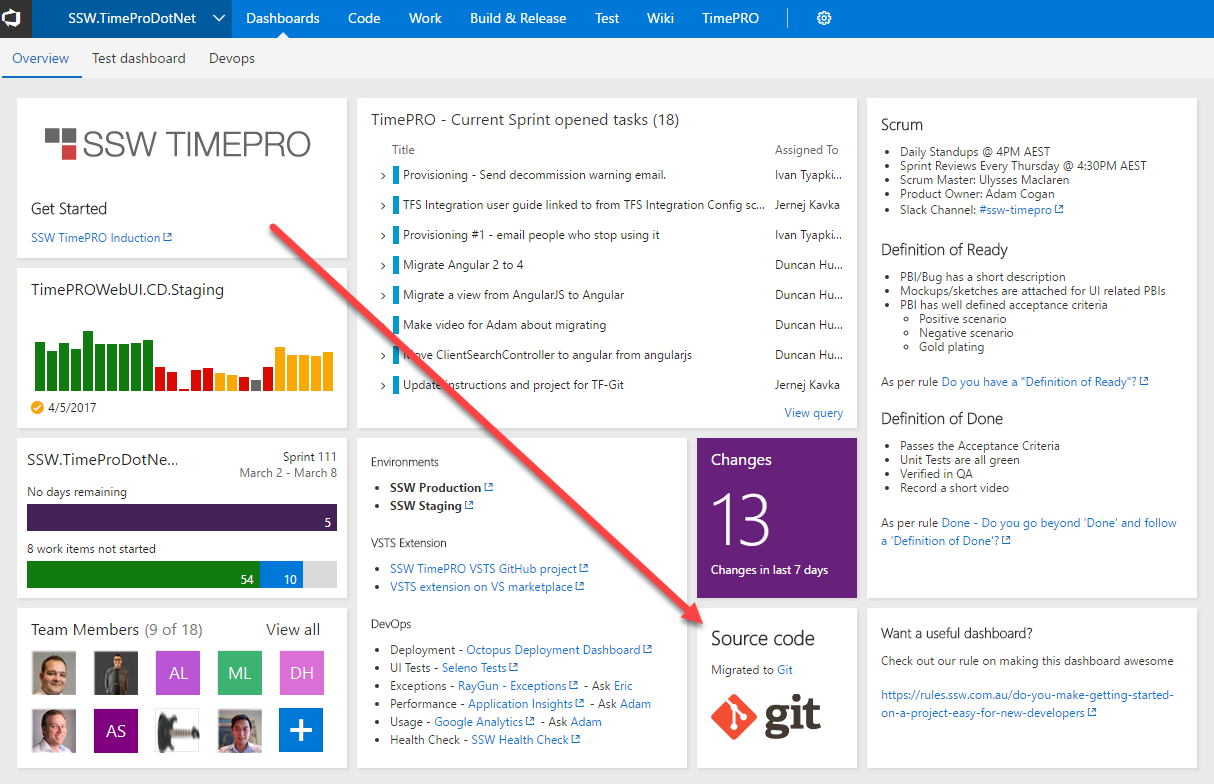 SSW.TimeProDotNet
Dashboards
Code
Work
Build & Release
Test
Wiki
TimePRO
Overview
Test dashboard
Devops
SSW TIMEPRO
Get Started
SSW TimePRO Induction
TimePROWebUI.CD.Staging
4/5/2017
SSW.TimeProDotNe...
Sprint 111
March 2 - March 8
No days remaining
5
8 work items not started
54
10
Team Members (9 of 18)
View all
AL
ML
DH
AS
TimePRO - Current Sprint opened tasks (18)
Title
Assigned To
Provisioning - Send decommission warning email.
Ivan Tyapki...
TFS Integration user guide linked to from TFS Integration Config sc...
Jernej Kavka
Provisioning #1 - email people who stop using it
Ivan Tyapki...
Migrate Angular 2 to 4
Duncan Hu...
Migrate a view from AngularJS to Angular
Duncan Hu...
Make video for Adam about migrating
Duncan Hu...
Move ClientSearchController to angular from angularjs
Duncan Hu...
Update instructions and project for TF-Git
Jernej Kavka
View query
Environments
SSW Production
SSW Staging
VSTS Extension
SSW TimePRO VSTS GitHub project
VSTS extension on VS marketplace
DevOps
Deployment - Octopus Deployment Dashboard
UI Tests - Seleno Tests
Exceptions - RayGun - Exceptions - Ask Eric
Performance - Application Insights - Ask Adam
Usage - Google Analytics - Ask Adam
Health Check - SSW Health Check
Changes
13
Changes in last 7 days
Source code
Migrated to Git
git
Scrum
Daily Standups @ 4PM AEST
Sprint Reviews Every Thursday @ 4:30PM AEST
Scrum Master: Ulysses Maclaren
Product Owner: Adam Cogan
Slack Channel: #ssw-timepro
Definition of Ready
PBI/Bug has a short description
Mockups/sketches are attached for UI related PBIs
PBI has well defined acceptance criteria
Positive scenario
Negative scenario
Gold plating
As per rule Do you have a "Definition of Ready"?
Definition of Done
Passes the Acceptance Criteria
Unit Tests are all green
Verified in QA
Record a short video
As per rule Done - Do you go beyond 'Done' and follow
a 'Definition of Done'?
Want a useful dashboard?
Check out our rule on making this dashboard awesome
https://rules.ssw.com.au/do-you-make-getting-started-
on-a-project-easy-for-new-developers